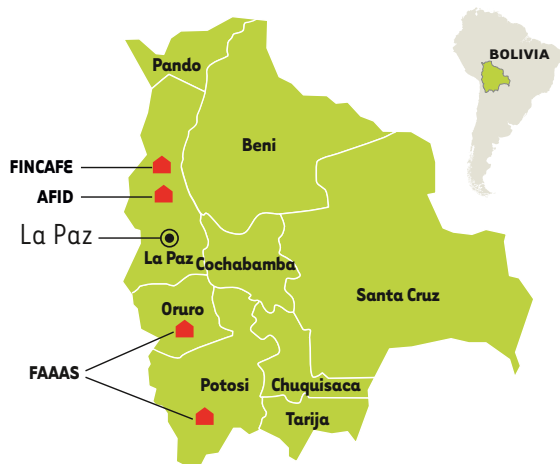 BOLIVIA
Pando
Beni
FINCAFE
AFID
La Paz
La Paz
Cochabamba
Santa Cruz
Oruro
FAAAS
Potosi
Chuquisaca
Tarija